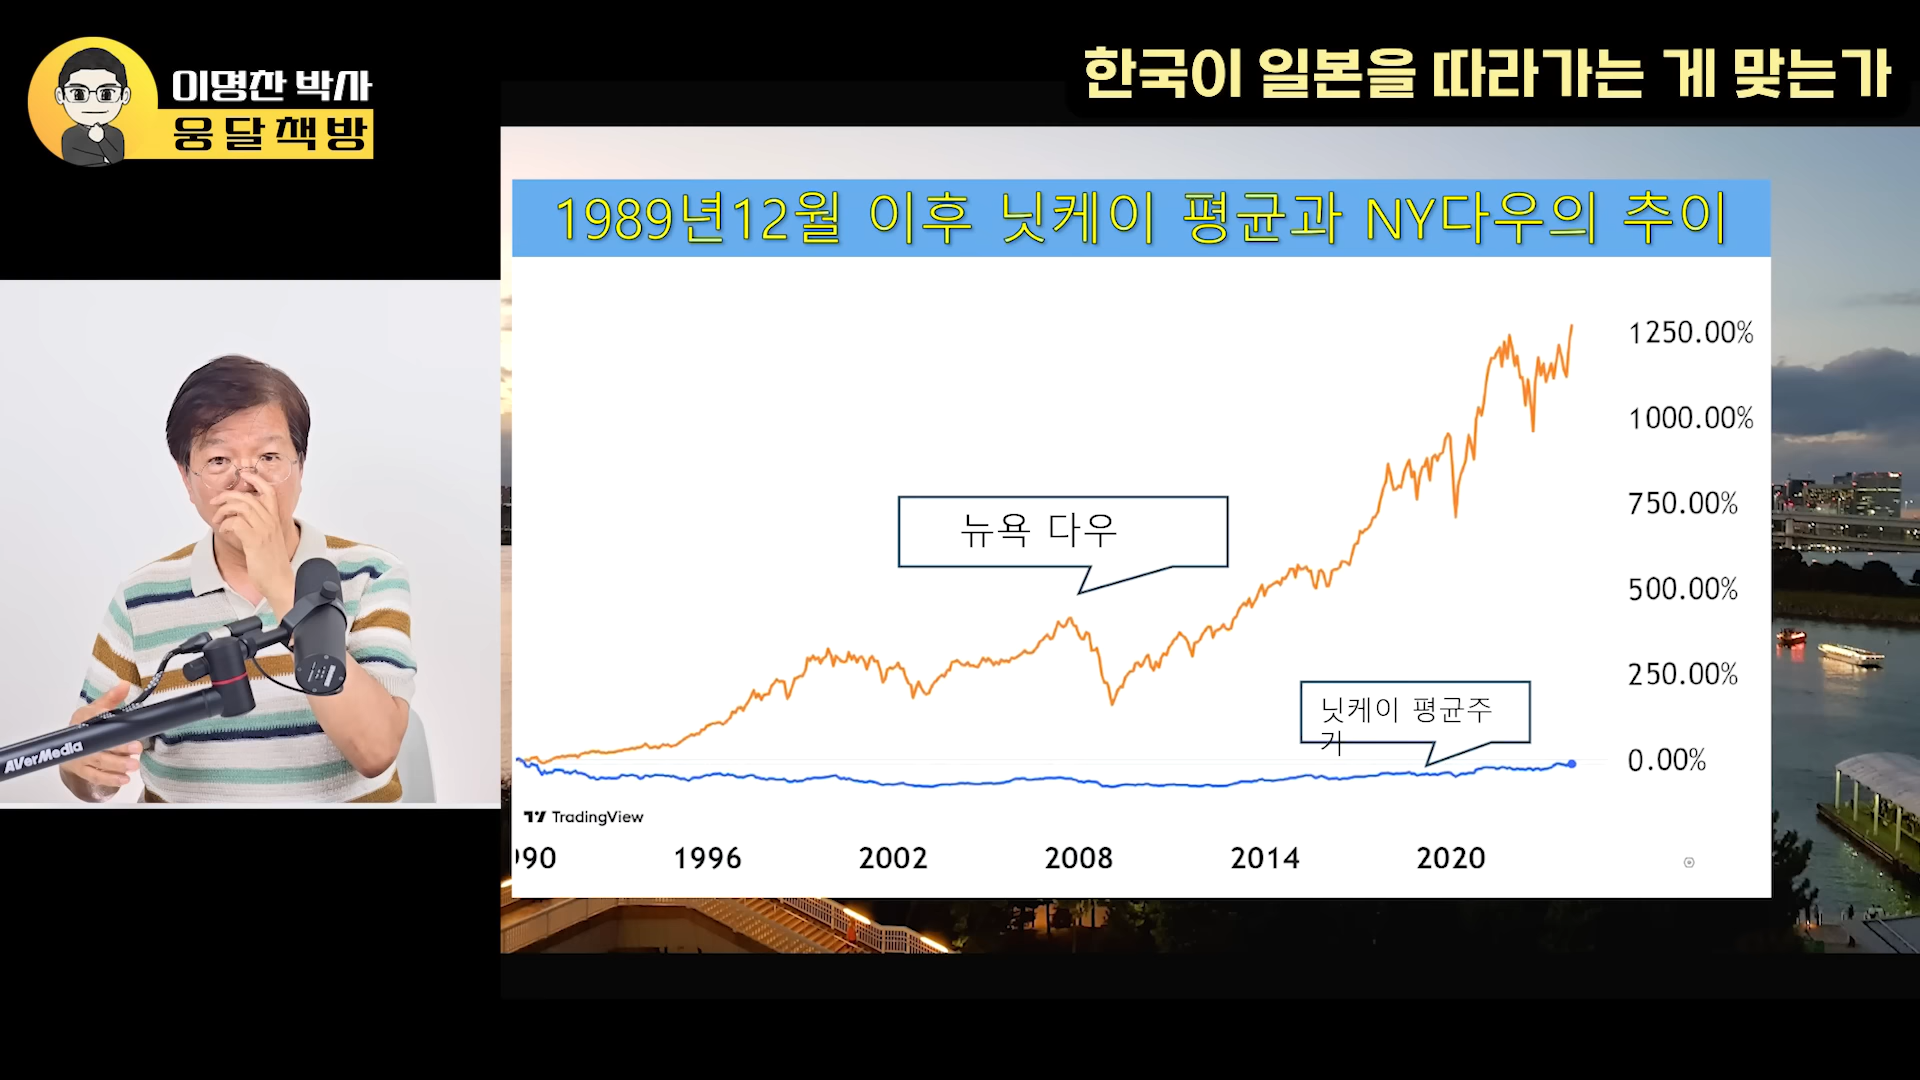 이명찬 박사
웅달책방
한국이 일본을 따라가는 게 맞는가
1989년12월 이후 닛케이 평균과 NY다우의 추이
1250.00%
1000.00%
750.00%
500.00%
250.00%
0.00%
뉴욕 다우
닛케이 평균주
가
TradingView
990
1996
2002
2008
2014
2020
AVerMedia